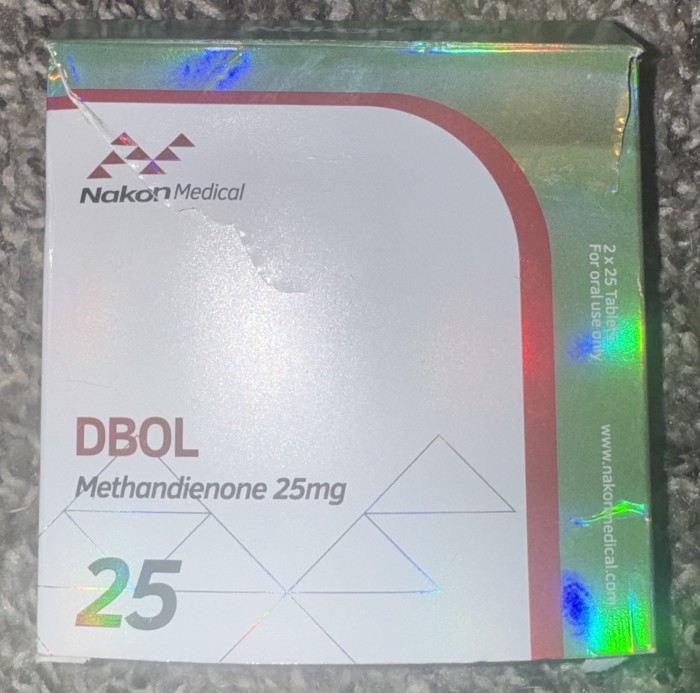 Nakon Medical
DBOL
Methandienone 25mg
25
2 x 25 Tablets
For oral use only
www.nakonmedical.com